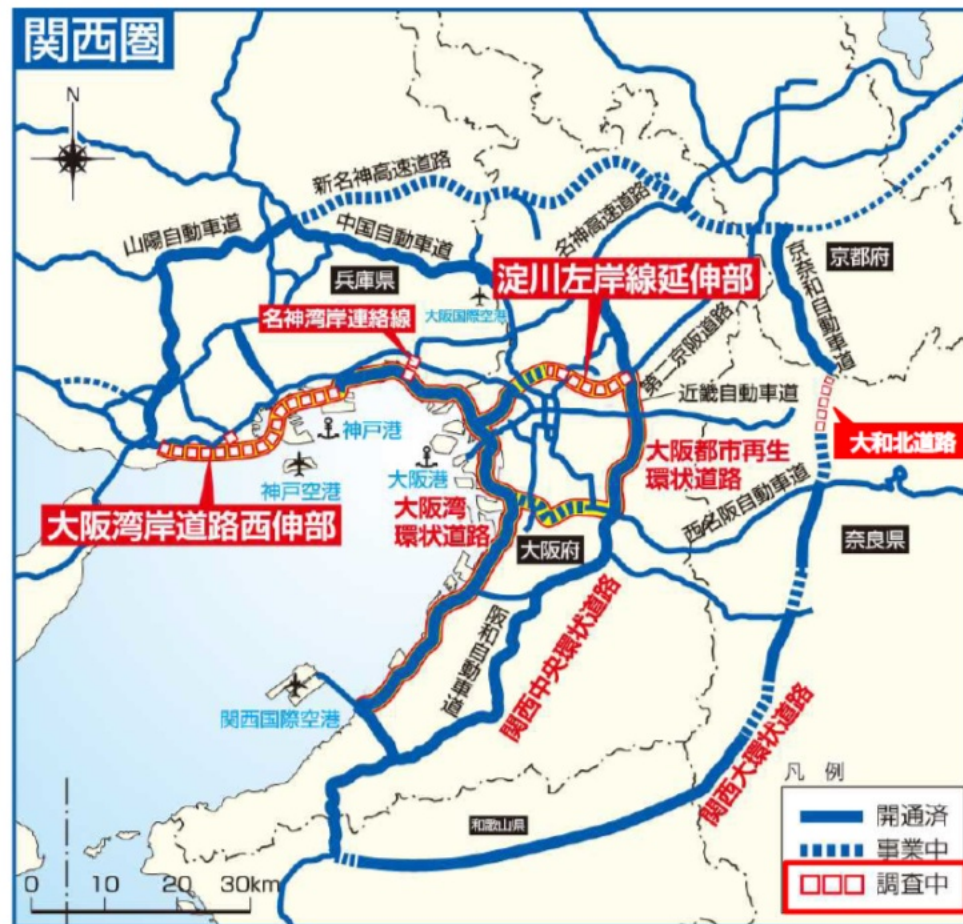 関西圏
N
新名神高速道路
名神高速道路
山陽自動車道
中国自動車道
兵庫県
京都府
京奈和自動車道
淀川左岸線延伸部
名神湾岸連絡線
大阪国際空港
第二京阪道路
近畿自動車道
大和北道路
神戸港
神戸空港
大阪港
大阪湾
環状道路
大阪都市再生
環状道路
西名阪自動車道
大阪湾岸道路西伸部
大阪府
奈良県
阪和自動車道
関西中央環状道路
関西国際空港
関西大環状道路
和歌山県
凡 例
開通済
事業中
調査中
0 10 20 30km